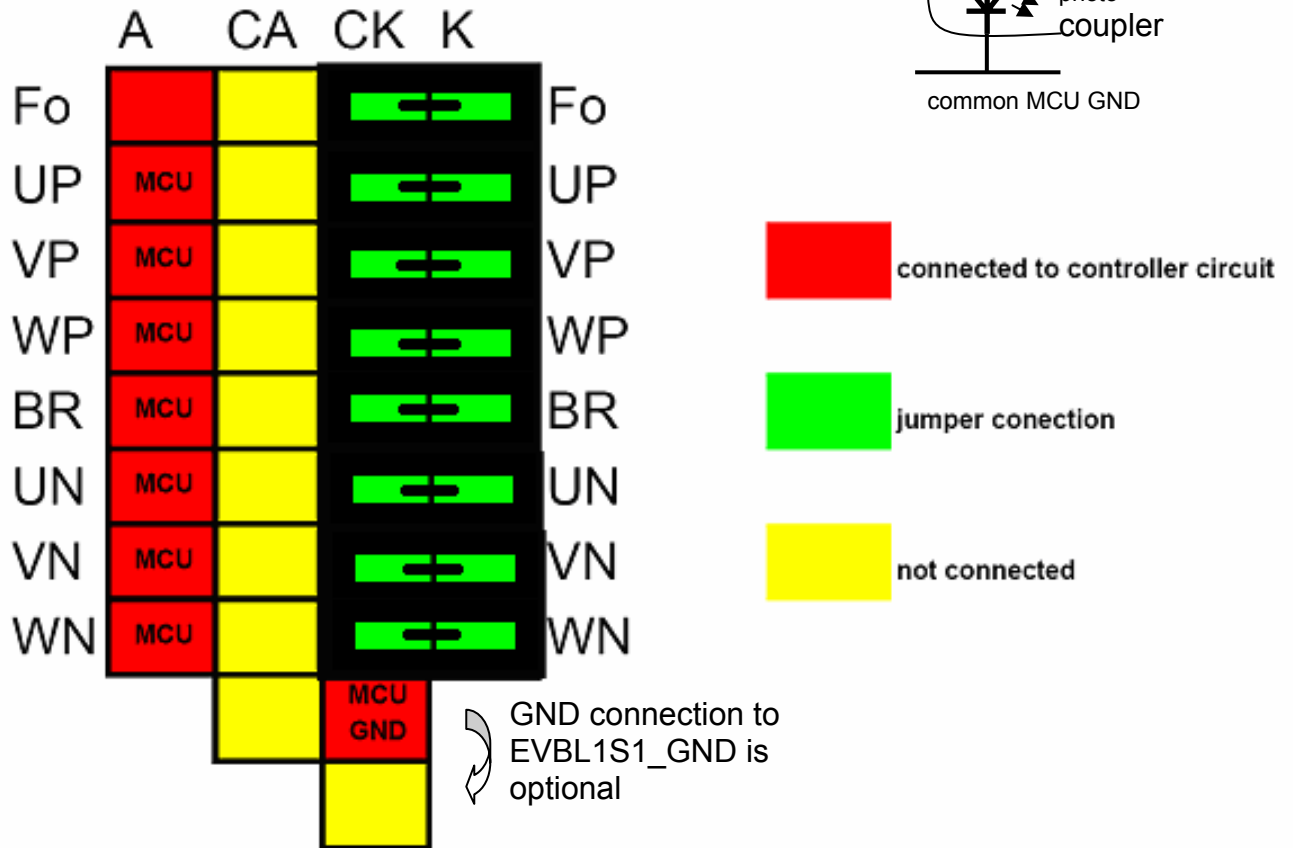 photo
coupler
common MCU GND
A CA CK K
Fo Fo
UP MCU UP
VP MCU VP
WP MCU WP
BR MCU BR
UN MCU UN
VN MCU VN
WN MCU WN
MCU
GND
GND connection to
EVBL1S1_GND is
optional
connected to controller circuit
jumper conection
not connected